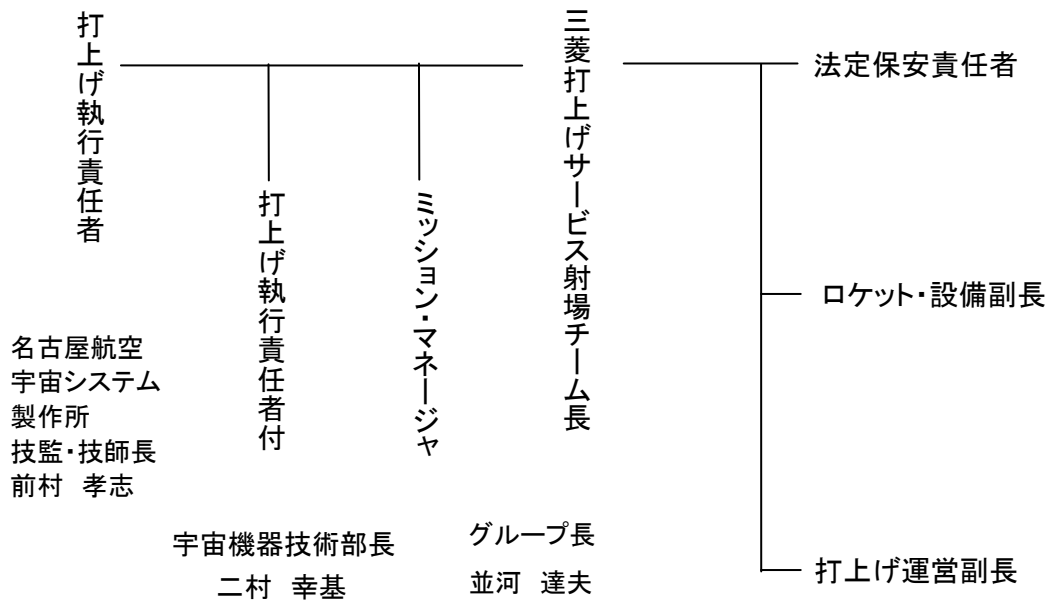 打上げ執行責任者
名古屋航空
宇宙システム
製作所
技監・技師長
前村 孝志
打上げ執行責任者付
宇宙機器技術部長
二村 幸基
ミッション・マネージャ
三菱打上げサービス射場チーム長
グループ長
並河 達夫
法定保安責任者
ロケット・設備副長
打上げ運営副長